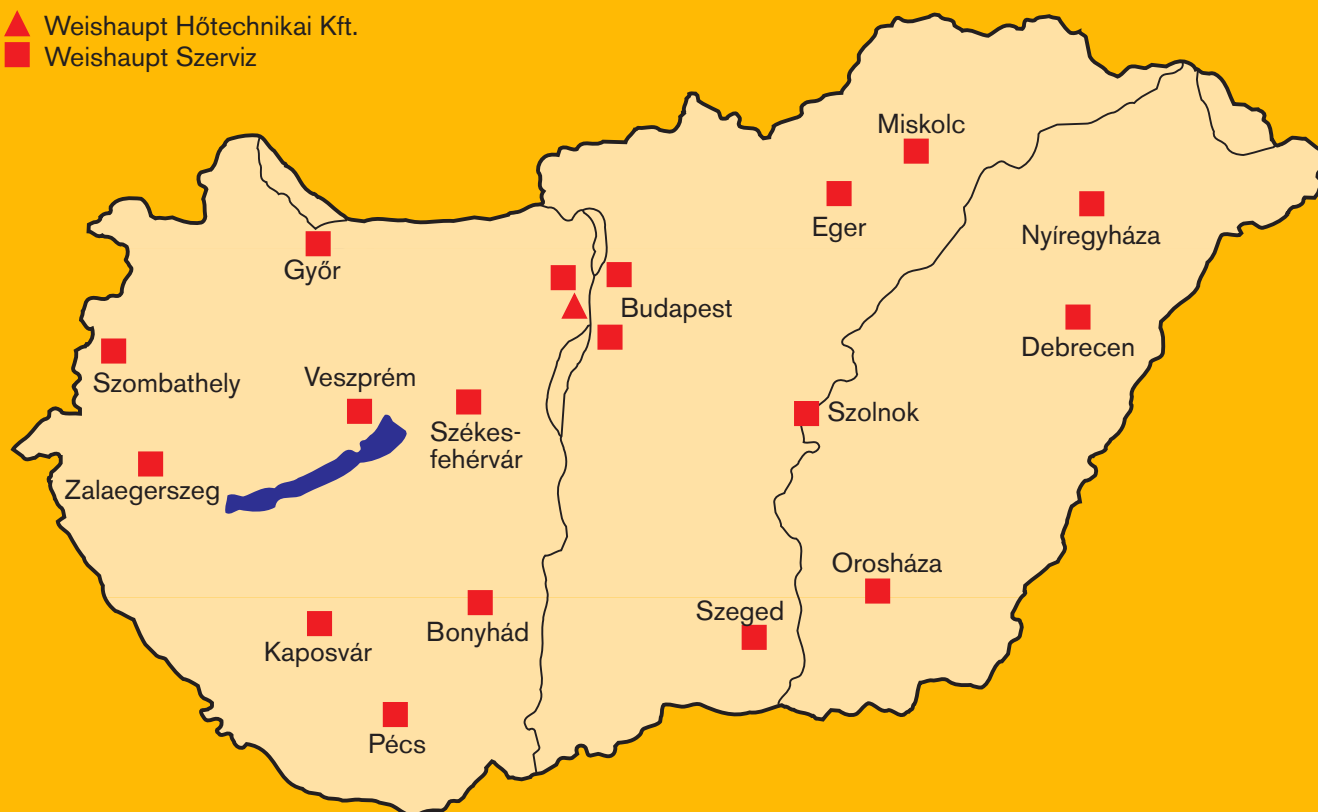 Weishaupt Hőtechnikai Kft.
Weishaupt Szerviz
Miskolc
Eger
Nyíregyháza
Győr
Budapest
Debrecen
Szombathely
Veszprém
Székes-
fehérvár
Szolnok
Zalaegerszeg
Orosháza
Szeged
Bonyhád
Kaposvár
Pécs